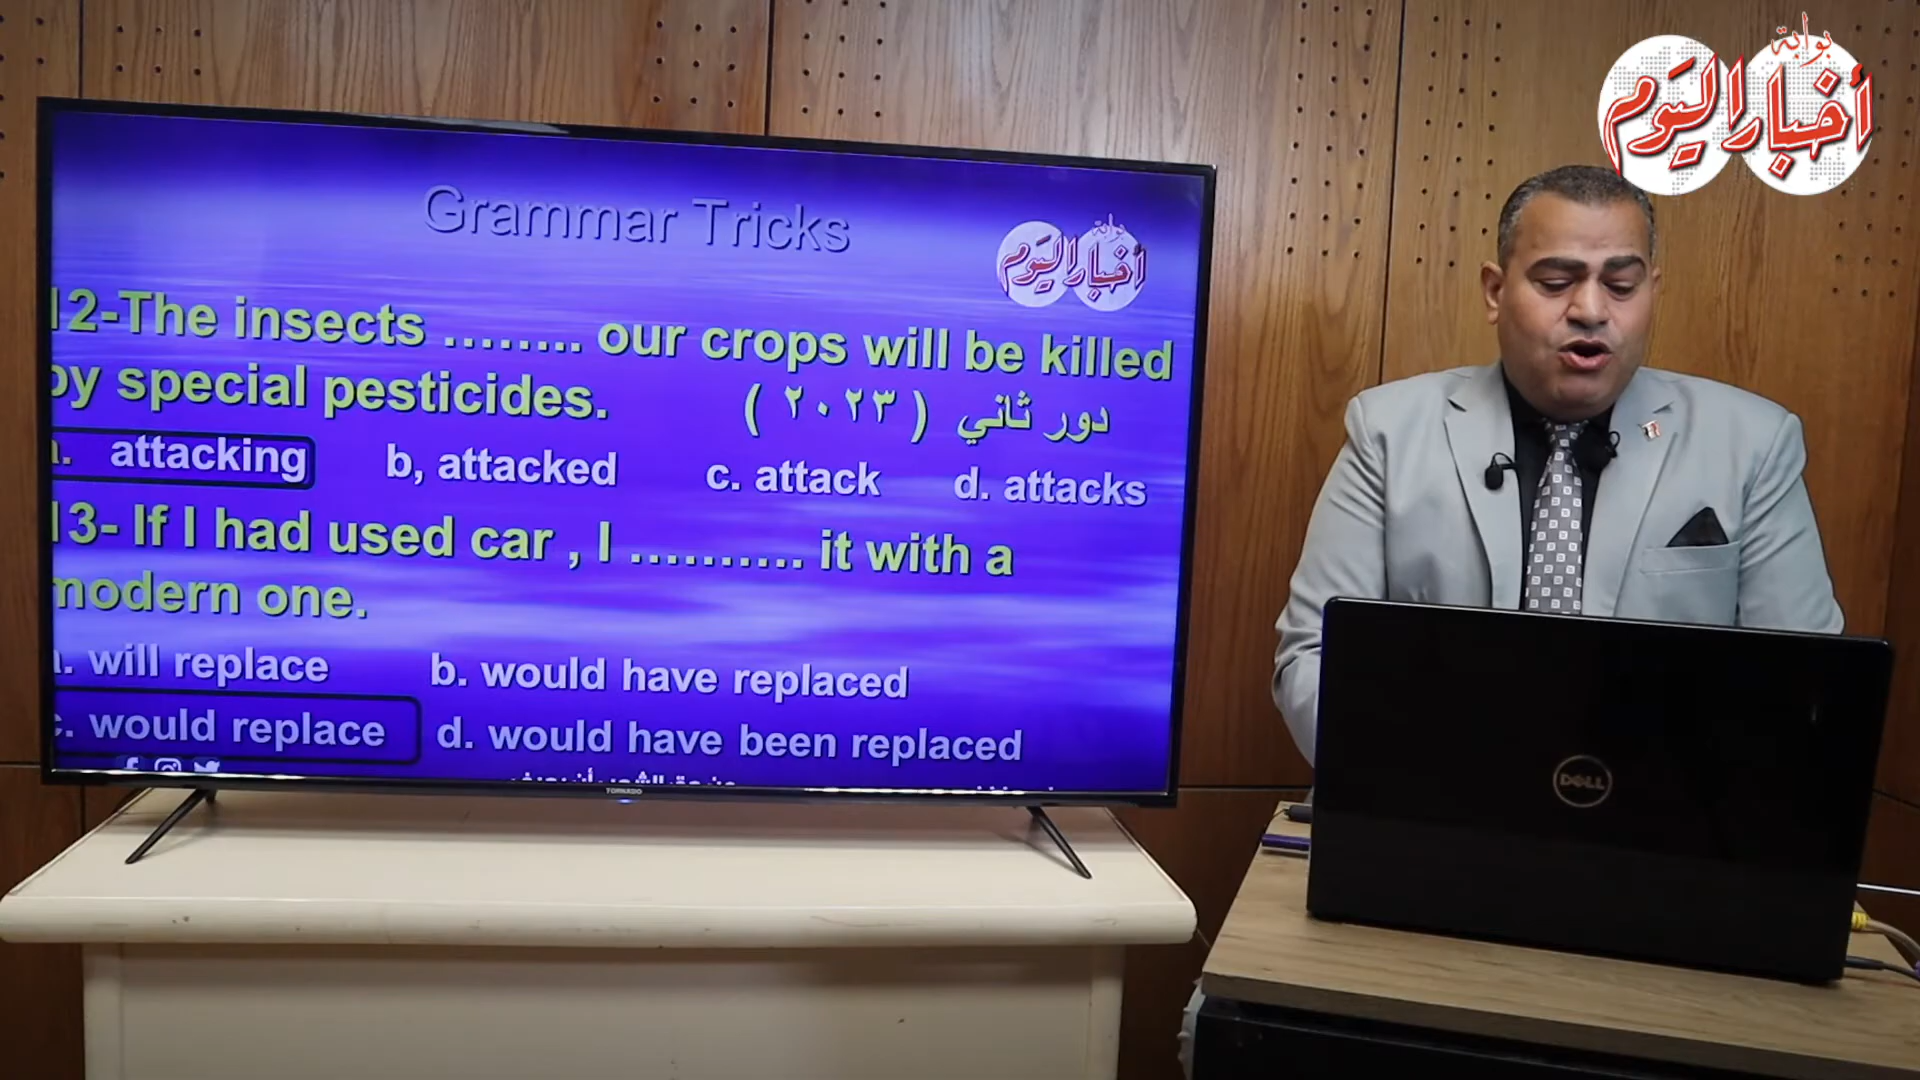 بوابة
أخبار اليوم
Grammar Tricks
بوابة
أخبار اليوم
12-The insects ........ our crops will be killed
by special pesticides. دور ثاني ( ٢٠٢٣ )
a. attacking b, attacked c. attack d. attacks
13- If I had used car , I .......... it with a
modern one.
a. will replace b. would have replaced
c. would replace d. would have been replaced
TORNADO
DELL